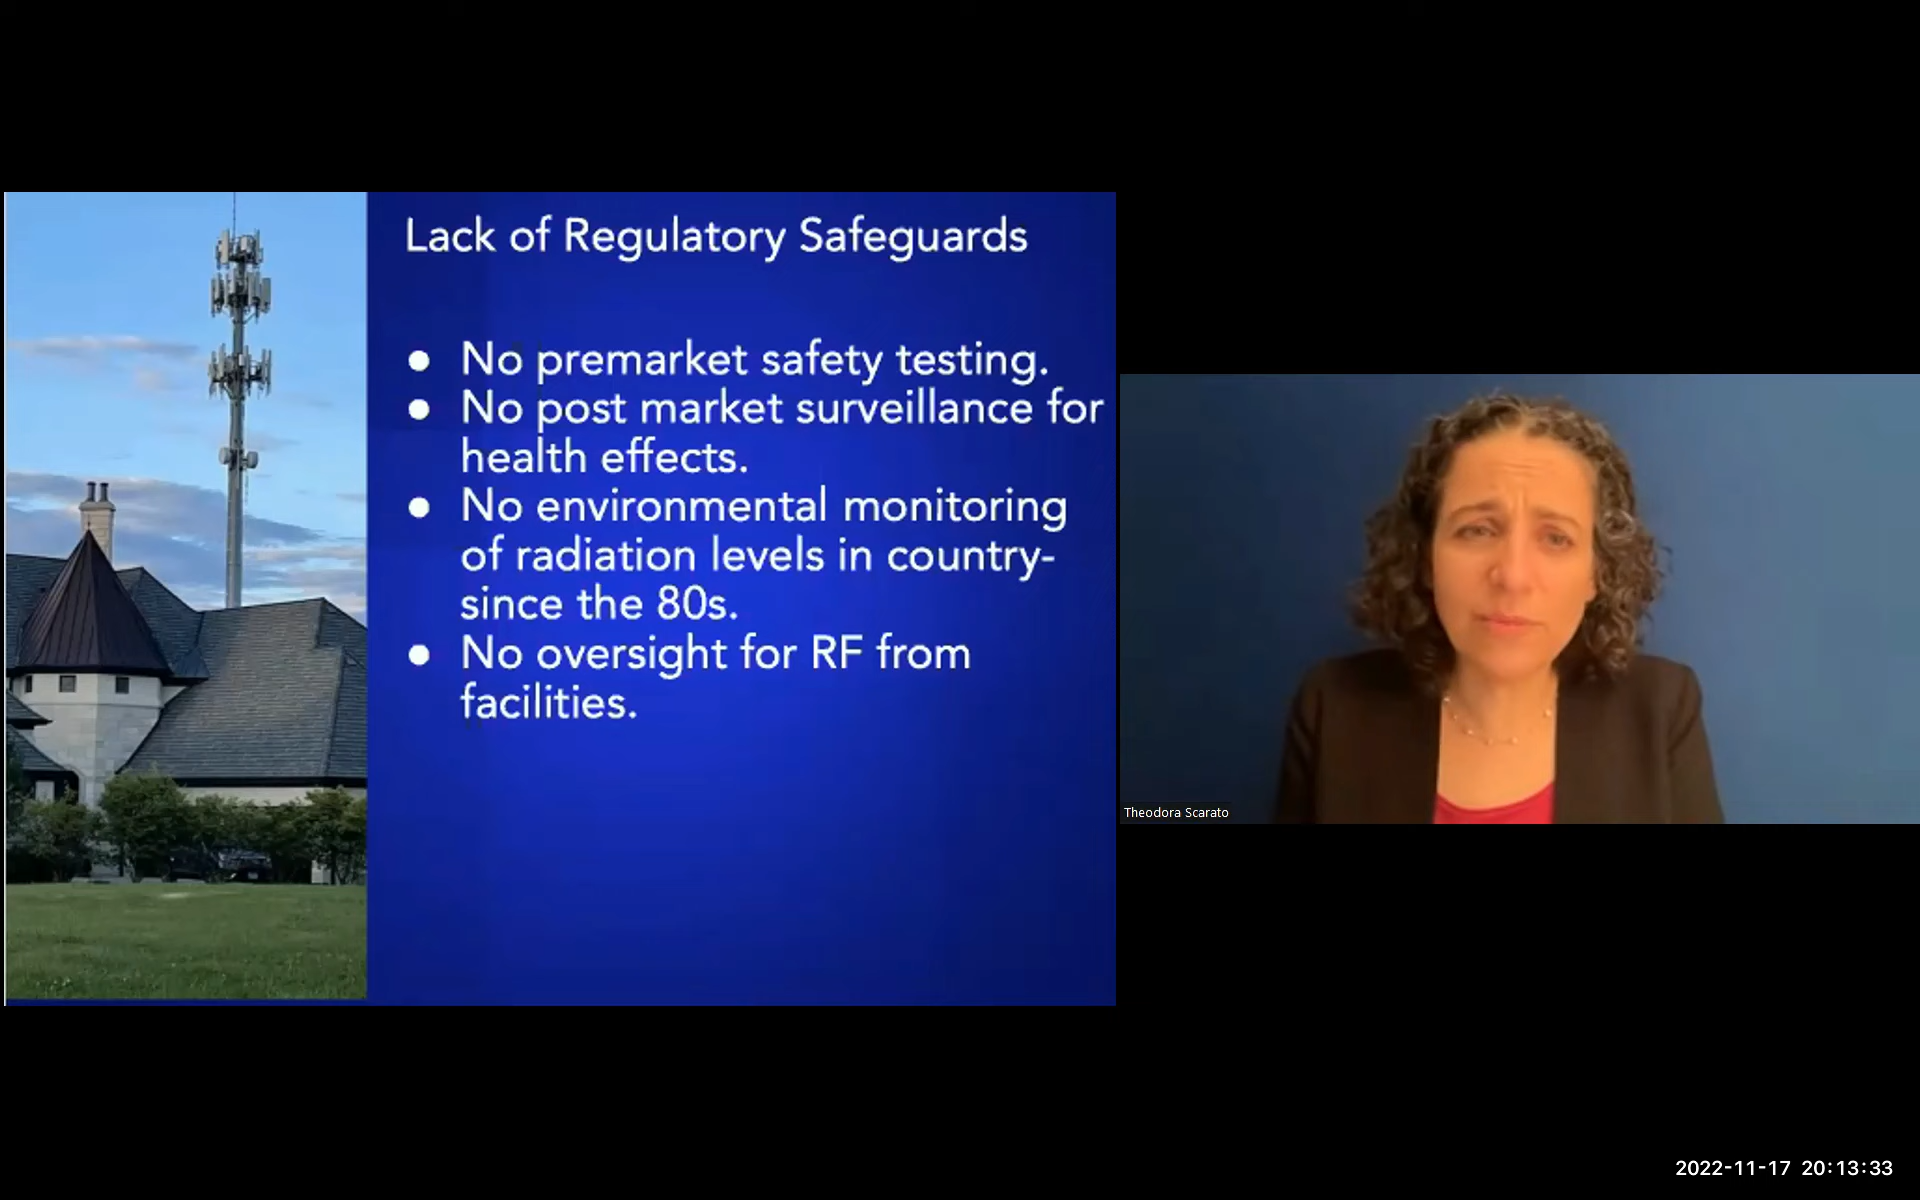 Lack of Regulatory Safeguards
● No premarket safety testing.
● No post market surveillance for
health effects.
● No environmental monitoring
of radiation levels in country-
since the 80s.
● No oversight for RF from
facilities.
Theodora Scarato
2022-11-17 20:13:33